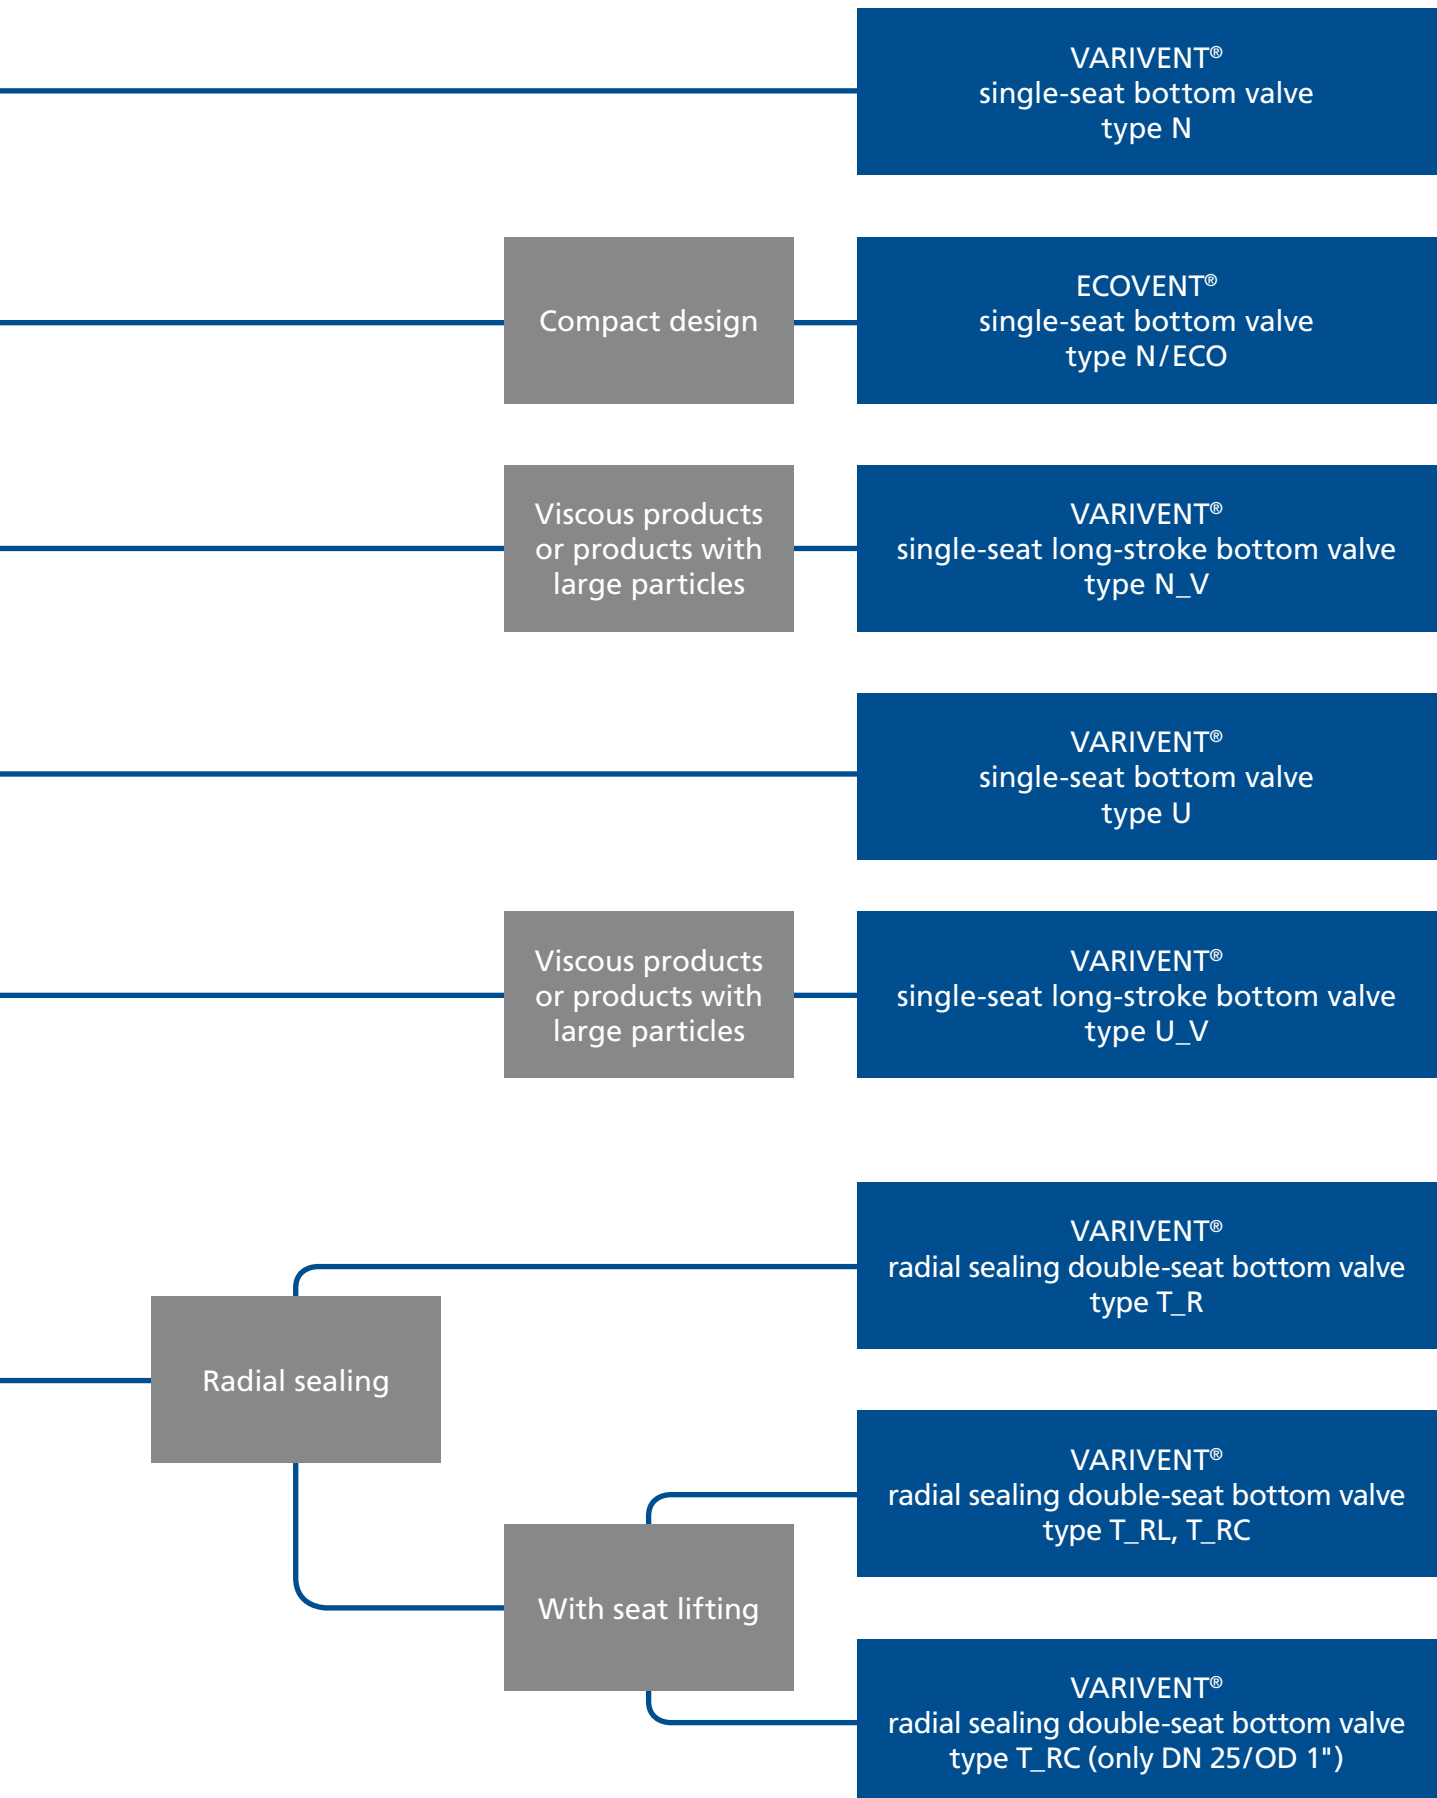 VARIVENT®
single-seat bottom valve
type N
Compact design
ECOVENT®
single-seat bottom valve
type N/ECO
Viscous products
or products with
large particles
VARIVENT®
single-seat long-stroke bottom valve
type N_V
VARIVENT®
single-seat bottom valve
type U
Viscous products
or products with
large particles
VARIVENT®
single-seat long-stroke bottom valve
type U_V
VARIVENT®
radial sealing double-seat bottom valve
type T_R
Radial sealing
VARIVENT®
radial sealing double-seat bottom valve
type T_RL, T_RC
With seat lifting
VARIVENT®
radial sealing double-seat bottom valve
type T_RC (only DN 25/OD 1")